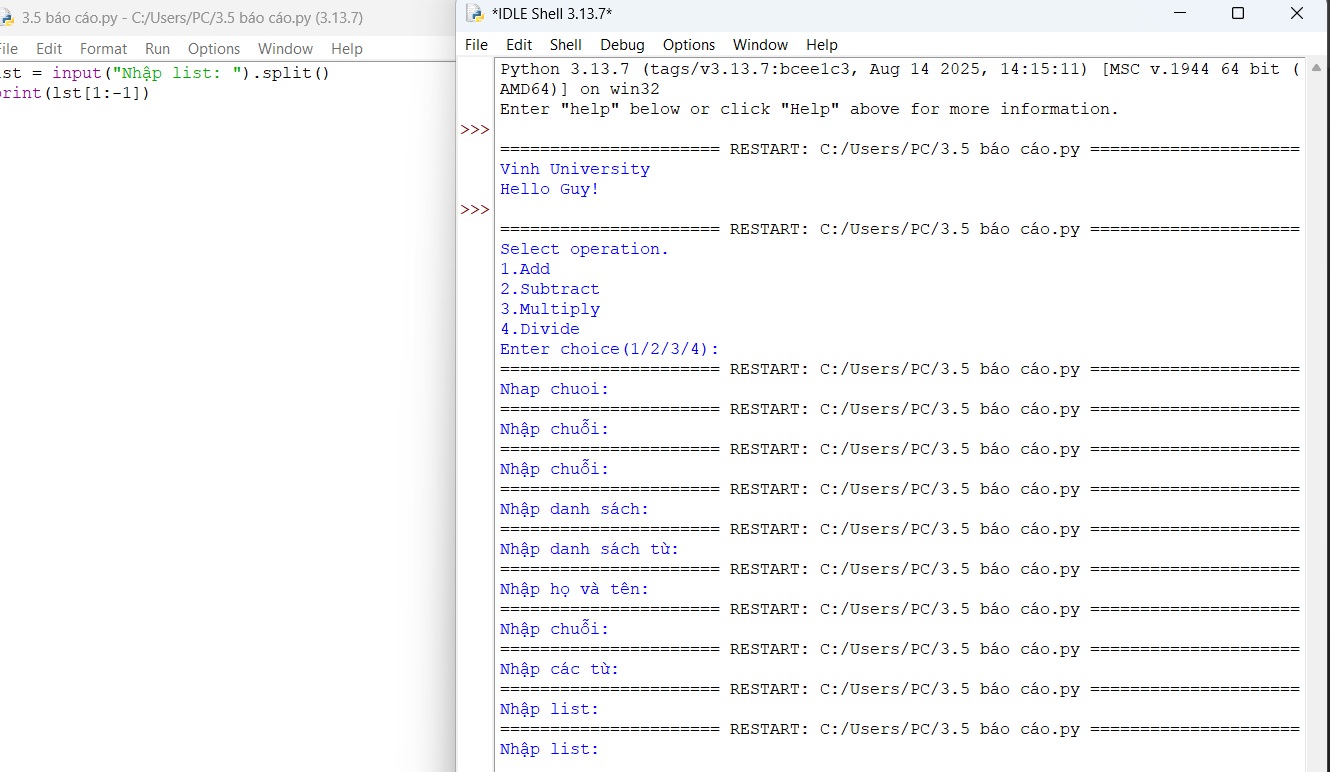 3.5 báo cáo.py - C:/Users/PC/3.5 báo cáo.py (3.13.7)
ile Edit Format Run Options Window Help
st = input("Nhập list: ").split()
rint(lst[1:-1])
*IDLE Shell 3.13.7*
File Edit Shell Debug Options Window Help
Python 3.13.7 (tags/v3.13.7:bcee1c3, Aug 14 2025, 14:15:11) [MSC v.1944 64 bit (
AMD64)] on win32
Enter "help" below or click "Help" above for more information.
>>>
====================== RESTART: C:/Users/PC/3.5 báo cáo.py =====================
Vinh University
Hello Guy!
>>>
====================== RESTART: C:/Users/PC/3.5 báo cáo.py =====================
Select operation.
1.Add
2.Subtract
3.Multiply
4.Divide
Enter choice(1/2/3/4):
====================== RESTART: C:/Users/PC/3.5 báo cáo.py =====================
Nhap chuoi:
====================== RESTART: C:/Users/PC/3.5 báo cáo.py =====================
Nhập chuỗi:
====================== RESTART: C:/Users/PC/3.5 báo cáo.py =====================
Nhập chuỗi:
====================== RESTART: C:/Users/PC/3.5 báo cáo.py =====================
Nhập danh sách:
====================== RESTART: C:/Users/PC/3.5 báo cáo.py =====================
Nhập danh sách từ:
====================== RESTART: C:/Users/PC/3.5 báo cáo.py =====================
Nhập họ và tên:
====================== RESTART: C:/Users/PC/3.5 báo cáo.py =====================
Nhập chuỗi:
====================== RESTART: C:/Users/PC/3.5 báo cáo.py =====================
Nhập các từ:
====================== RESTART: C:/Users/PC/3.5 báo cáo.py =====================
Nhập list:
====================== RESTART: C:/Users/PC/3.5 báo cáo.py =====================
Nhập list: